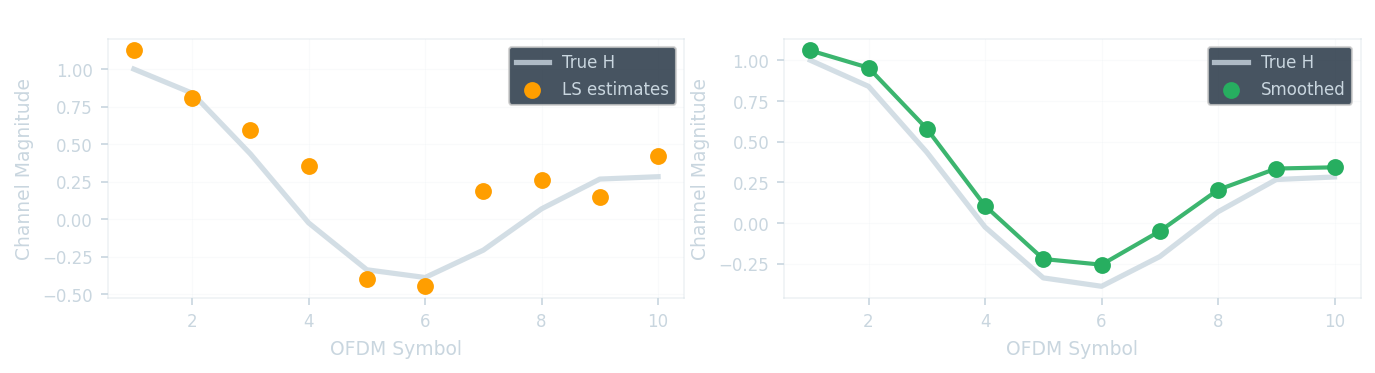 Channel Magnitude
1.00
0.75
0.50
0.25
0.00
−0.25
−0.50
True H
LS estimates
2
4
6
8
10
OFDM Symbol
Channel Magnitude
1.00
0.75
0.50
0.25
0.00
−0.25
True H
Smoothed
2
4
6
8
10
OFDM Symbol